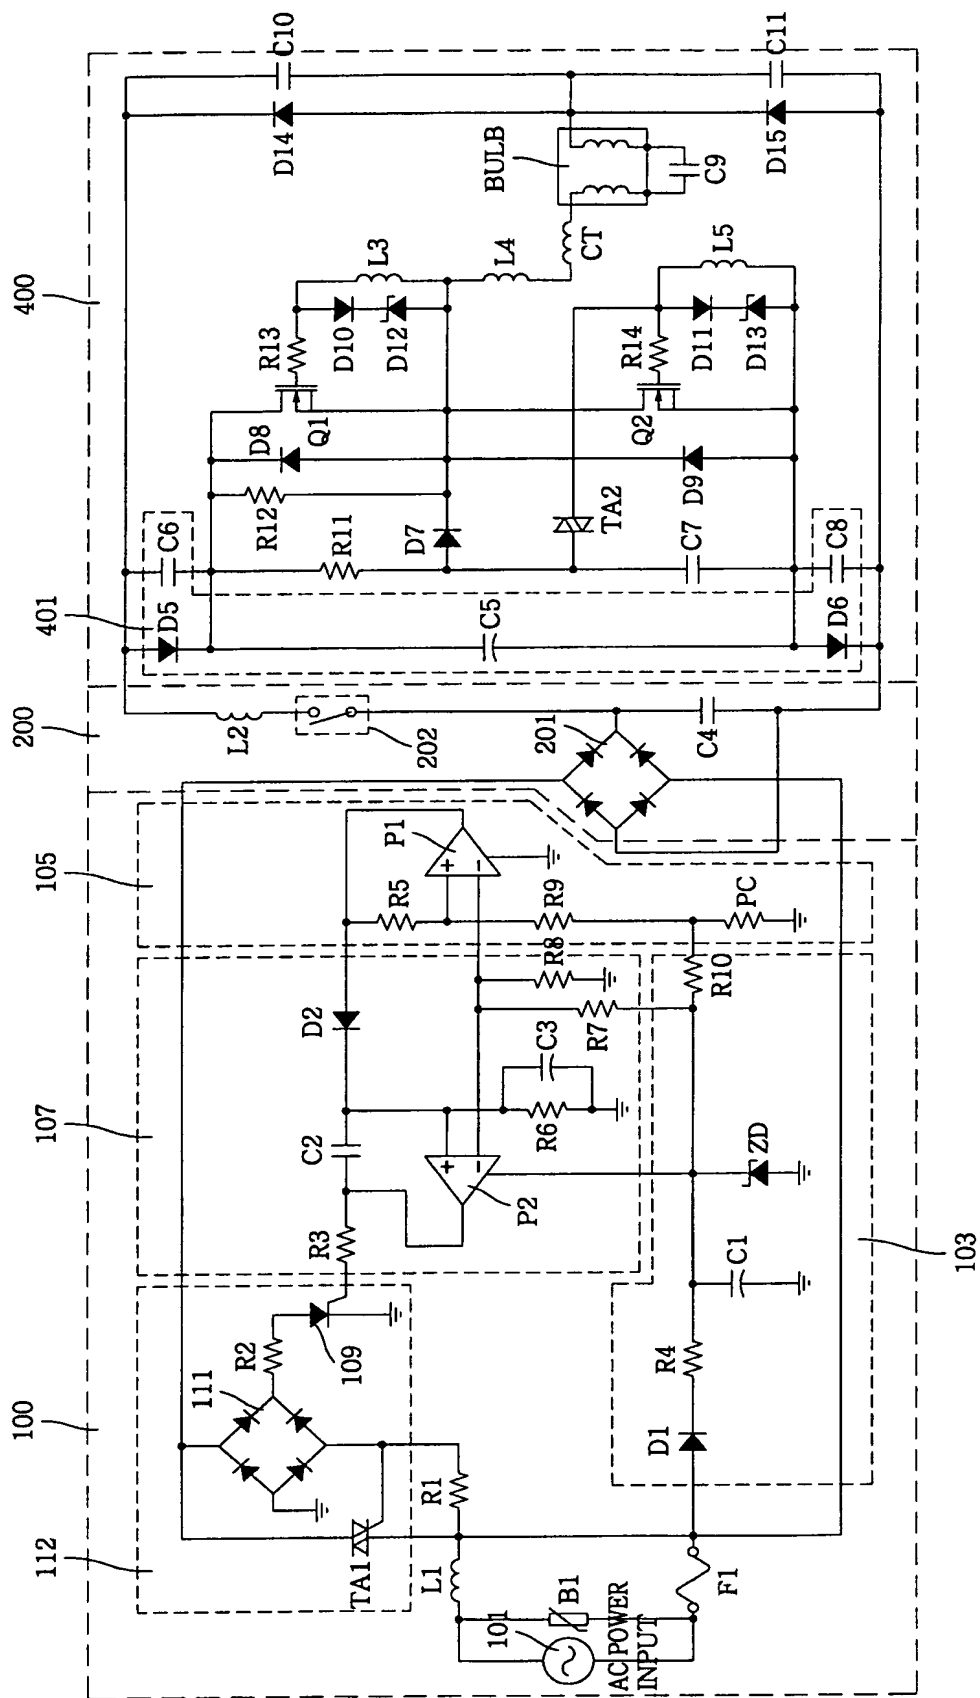 400
C10
C11
D14
D15
BULB
C9
CT
L3
L4
L5
R13
D10
D12
R14
D11
D13
Q1
Q2
D8
D9
R12
R11
D7
TA2
C6
C7
C8
401
D5
C5
D6
200
L2
202
201
C4
105
P1
R5
R9
PC
107
D2
R8
R7
R10
C3
R6
C2
P2
ZD
R3
C1
103
100
R2
109
111
R4
D1
R1
112
TA1
L1
F1
B1
101
AC POWER
INPUT
+
-
+
-